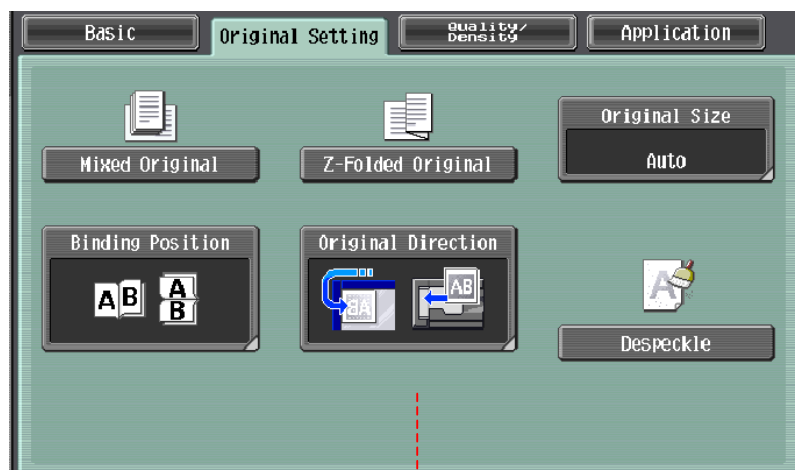 Basic
Original Setting
Quality/
Density
Application
Mixed Original
Z-Folded Original
Original Size
Auto
Binding Position
A B
A
B
Original Direction
AB
AB
A
Despeckle